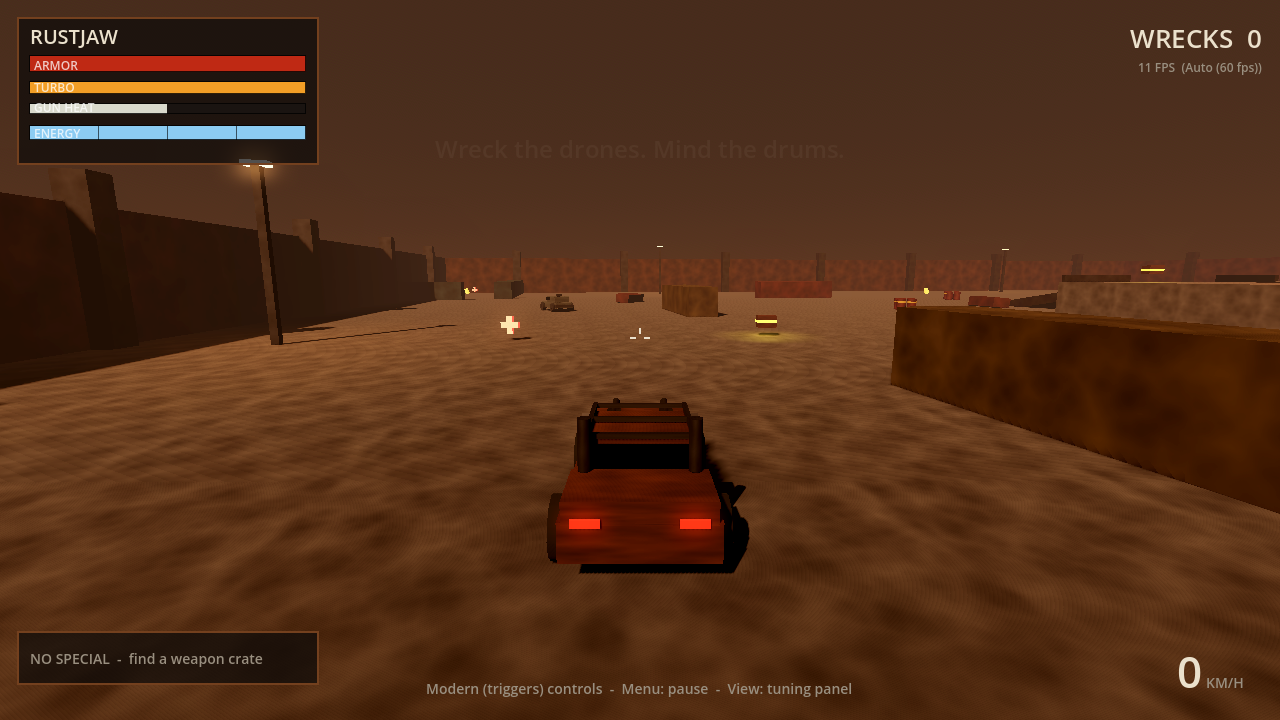 RUSTJAW
ARMOR
TURBO
GUN HEAT
ENERGY
WRECKS 0
11 FPS (Auto (60 fps))
Wreck the drones. Mind the drums.
NO SPECIAL - find a weapon crate
Modern (triggers) controls - Menu: pause - View: tuning panel
0 KM/H